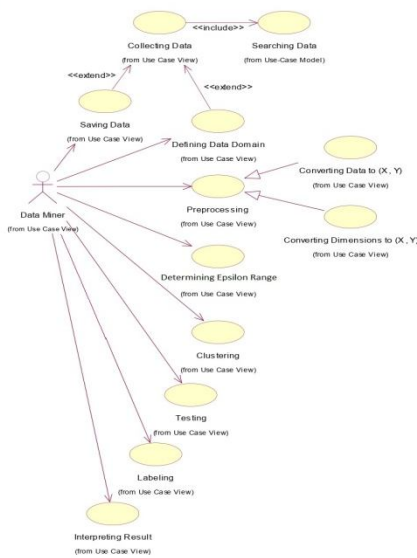 <<include>>
Collecting Data
(from Use Case View)
Searching Data
(from Use-Case Model)
<<extend>>
<<extend>>
Saving Data
(from Use Case View)
Defining Data Domain
(from Use Case View)
Converting Data to (X , Y)
(from Use Case View)
Data Miner
(from Use Case View)
Preprocessing
(from Use Case View)
Converting Dimensions to (X , Y)
(from Use Case View)
Determining Epsilon Range
(from Use Case View)
Clustering
(from Use Case View)
Testing
(from Use Case View)
Labeling
(from Use Case View)
Interpreting Result
(from Use Case View)